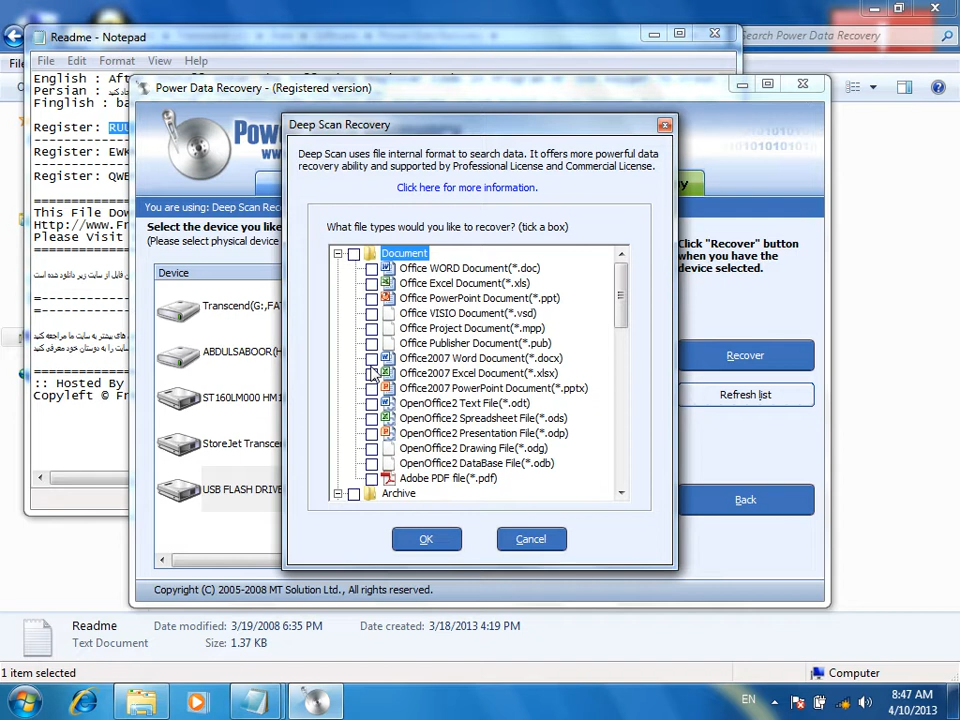 Readme - Notepad
Search Power Data Recovery
File Edit Format View Help
English : Aft
Persian :
Finglish : ba
Register: RUU
Register: EWK
Register: QWE
This File Dow
Http://www.Fr
Please Visit
:: Hosted By
Copyleft © Fr
Power Data Recovery - (Registered version)
You are using: Deep Scan Reco
Select the device you like
(Please select physical device
Device
Transcend(G:,FAT
ABDULSABOOR(H
ST160LM000 HM1
StoreJet Transcen
USB FLASH DRIVE
Click "Recover" button
when you have the
device selected.
Recover
Refresh list
Back
Copyright (C) 2005-2008 MT Solution Ltd., All rights reserved.
Deep Scan Recovery
Deep Scan uses file internal format to search data. It offers more powerful data
recovery ability and supported by Professional License and Commercial License.
Click here for more information.
What file types would you like to recover? (tick a box)
Document
Office WORD Document(*.doc)
Office Excel Document(*.xls)
Office PowerPoint Document(*.ppt)
Office VISIO Document(*.vsd)
Office Project Document(*.mpp)
Office Publisher Document(*.pub)
Office2007 Word Document(*.docx)
Office2007 Excel Document(*.xlsx)
Office2007 PowerPoint Document(*.pptx)
OpenOffice2 Text File(*.odt)
OpenOffice2 Spreadsheet File(*.ods)
OpenOffice2 Presentation File(*.odp)
OpenOffice2 Drawing File(*.odg)
OpenOffice2 DataBase File(*.odb)
Adobe PDF file(*.pdf)
Archive
OK
Cancel
Readme Date modified: 3/19/2008 6:35 PM Date created: 3/18/2013 4:19 PM
Text Document Size: 1.37 KB
1 item selected
Computer
EN
8:47 AM
4/10/2013